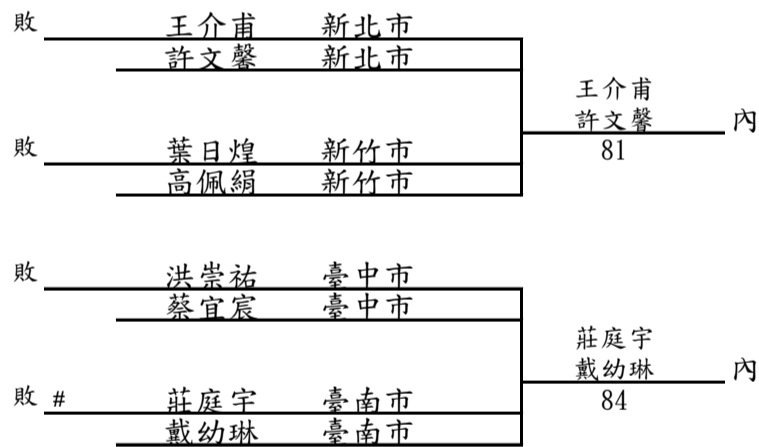 敗 王介甫 新北市
許文馨 新北市
王介甫
許文馨 內
81
敗 葉日煌 新竹市
高佩絹 新竹市
敗 洪崇祐 臺中市
蔡宜宸 臺中市
莊庭宇
戴幼琳 內
84
敗 # 莊庭宇 臺南市
戴幼琳 臺南市